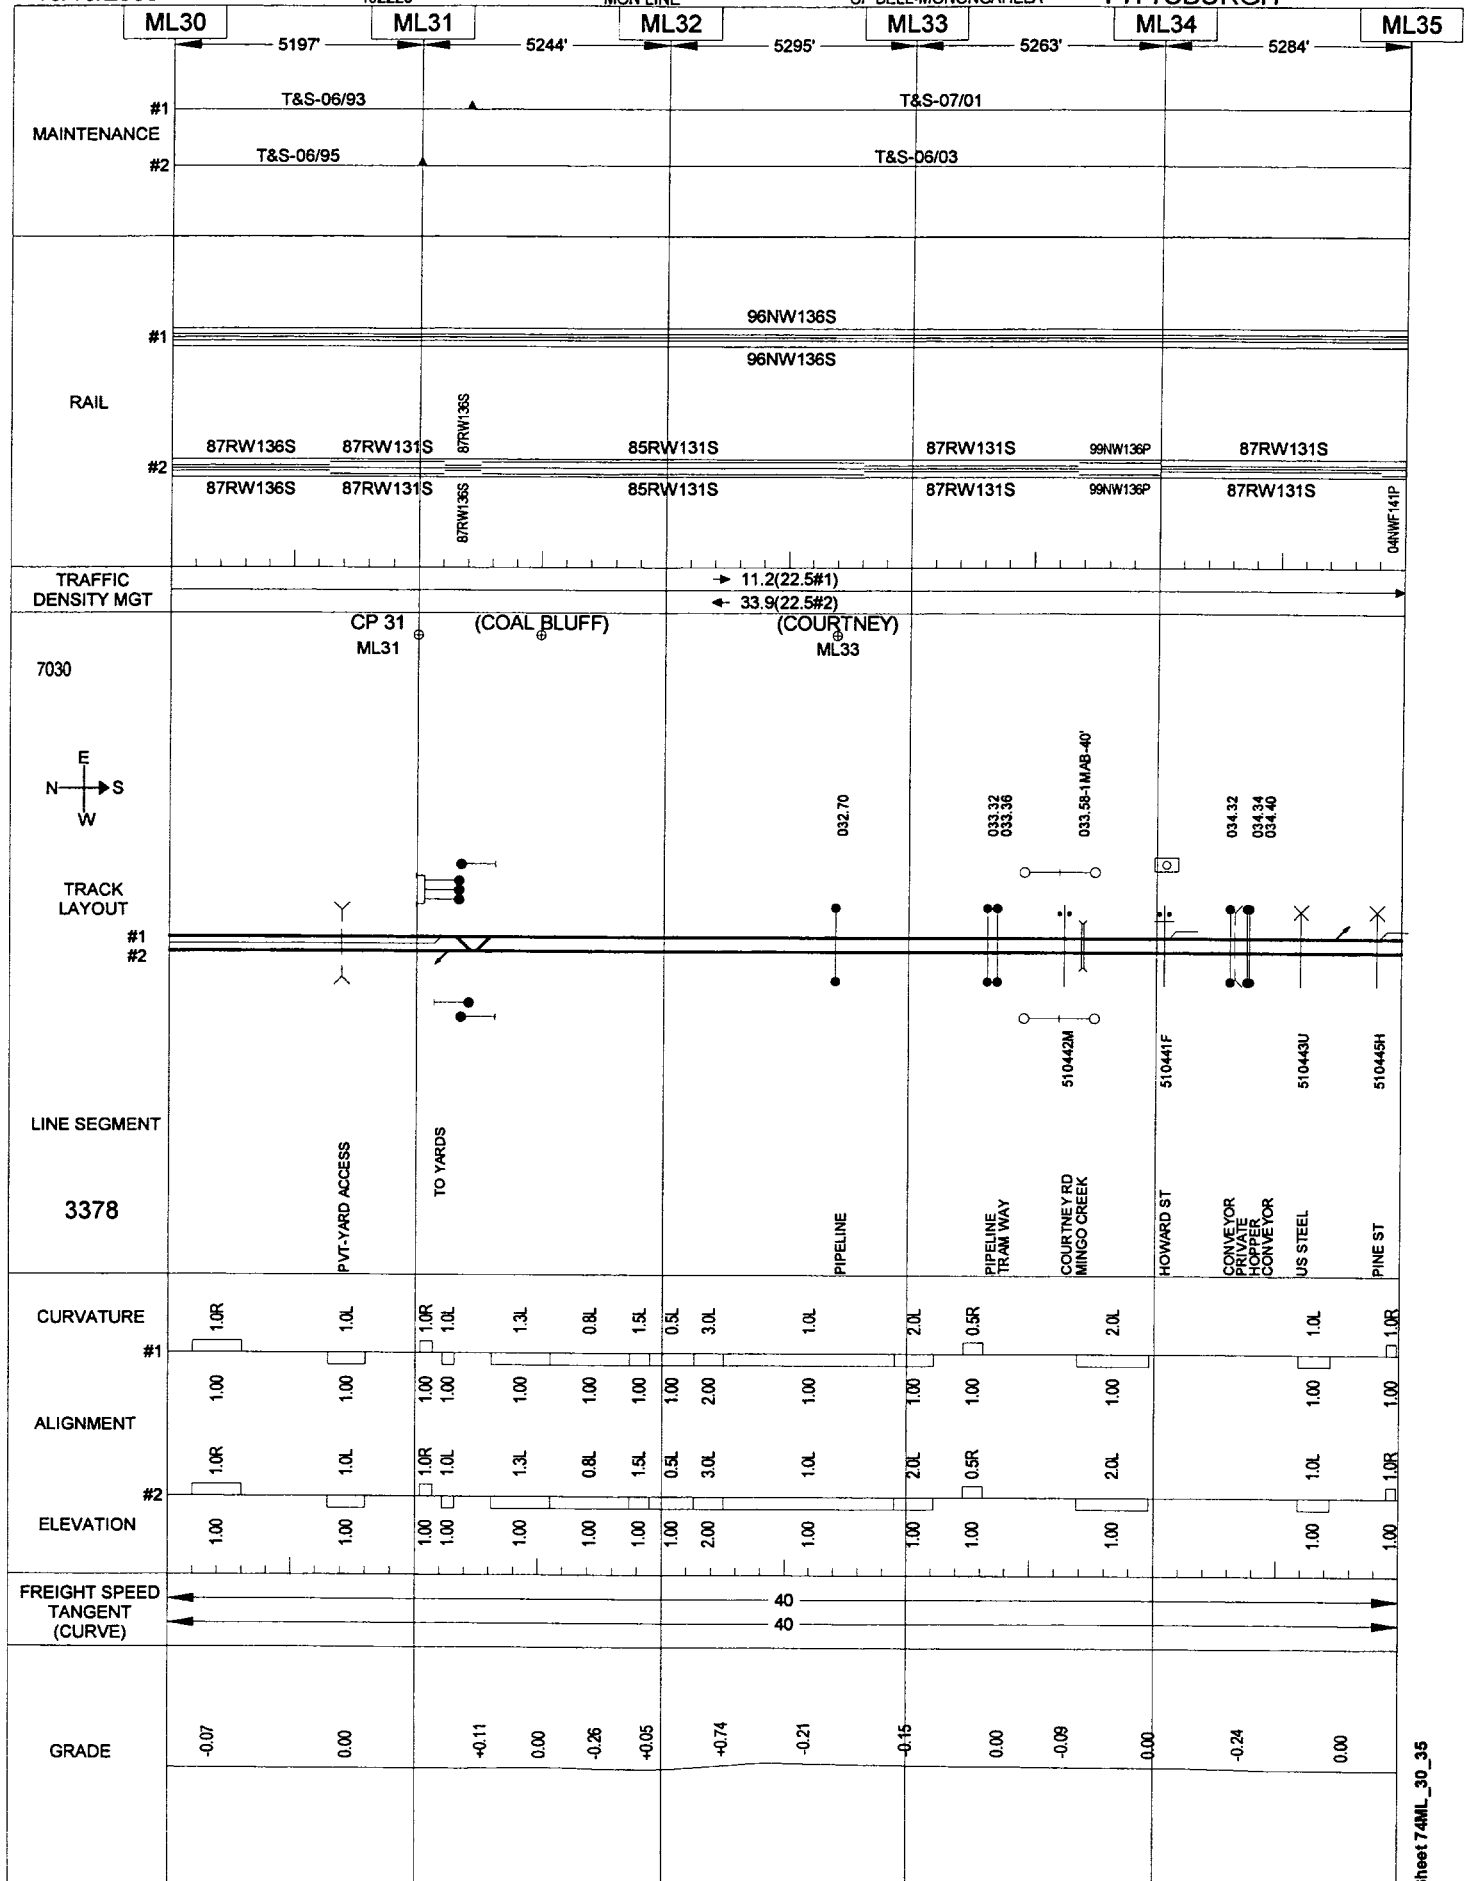 MON LINE
ML30 ML31 ML32 ML33 ML34 ML35
5197' 5244' 5295' 5263' 5284'
#1 T&S-06/93 T&S-07/01
MAINTENANCE
#2 T&S-06/95 T&S-06/03
96NW136S
#1
96NW136S
RAIL
87RW136S 87RW131S 87RW136S 85RW131S 87RW131S 99NW136P 87RW131S
#2
87RW136S 87RW131S 87RW136S 85RW131S 87RW131S 99NW136P 87RW131S 04NWF141P
TRAFFIC
DENSITY MGT
11.2(22.5#1)
33.9(22.5#2)
CP 31 (COAL BLUFF) (COURTNEY)
ML31 ML33
7030
E
N S
W
032.70 033.32 033.36 033.58-1MAB-40' 034.32 034.34 034.40
TRACK
LAYOUT
#1
#2
510442M 510441F 510443U 510445H
LINE SEGMENT
3378
PVT-YARD ACCESS
TO YARDS
PIPELINE
PIPELINE
TRAM WAY
COURTNEY RD
MINGO CREEK
HOWARD ST
CONVEYOR
PRIVATE
HOPPER
CONVEYOR
US STEEL
PINE ST
CURVATURE
1.0R 1.0L 1.0R 1.0L 1.3L 0.8L 1.5L 0.5L 3.0L 1.0L 2.0L 0.5R 2.0L 1.0L 1.0R
#1
1.00 1.00 1.00 1.00 1.00 1.00 1.00 1.00 2.00 1.00 1.00 1.00 1.00 1.00 1.00
ALIGNMENT
1.0R 1.0L 1.0R 1.0L 1.3L 0.8L 1.5L 0.5L 3.0L 1.0L 2.0L 0.5R 2.0L 1.0L 1.0R
#2
ELEVATION
1.00 1.00 1.00 1.00 1.00 1.00 1.00 1.00 2.00 1.00 1.00 1.00 1.00 1.00 1.00
FREIGHT SPEED
TANGENT
(CURVE)
40
40
GRADE
-0.07 0.00 +0.11 0.00 -0.26 +0.05 +0.74 -0.21 -0.15 0.00 -0.09 0.00 -0.24 0.00
74ML_30_35